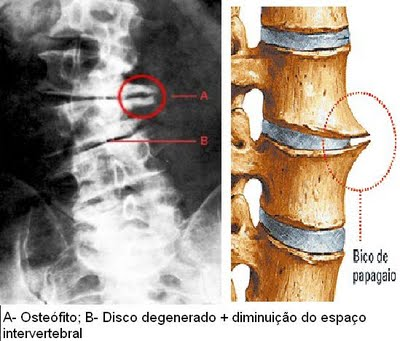 A
B
Bico de
papagaio
A- Osteófito; B- Disco degenerado + diminuição do espaço
intervertebral